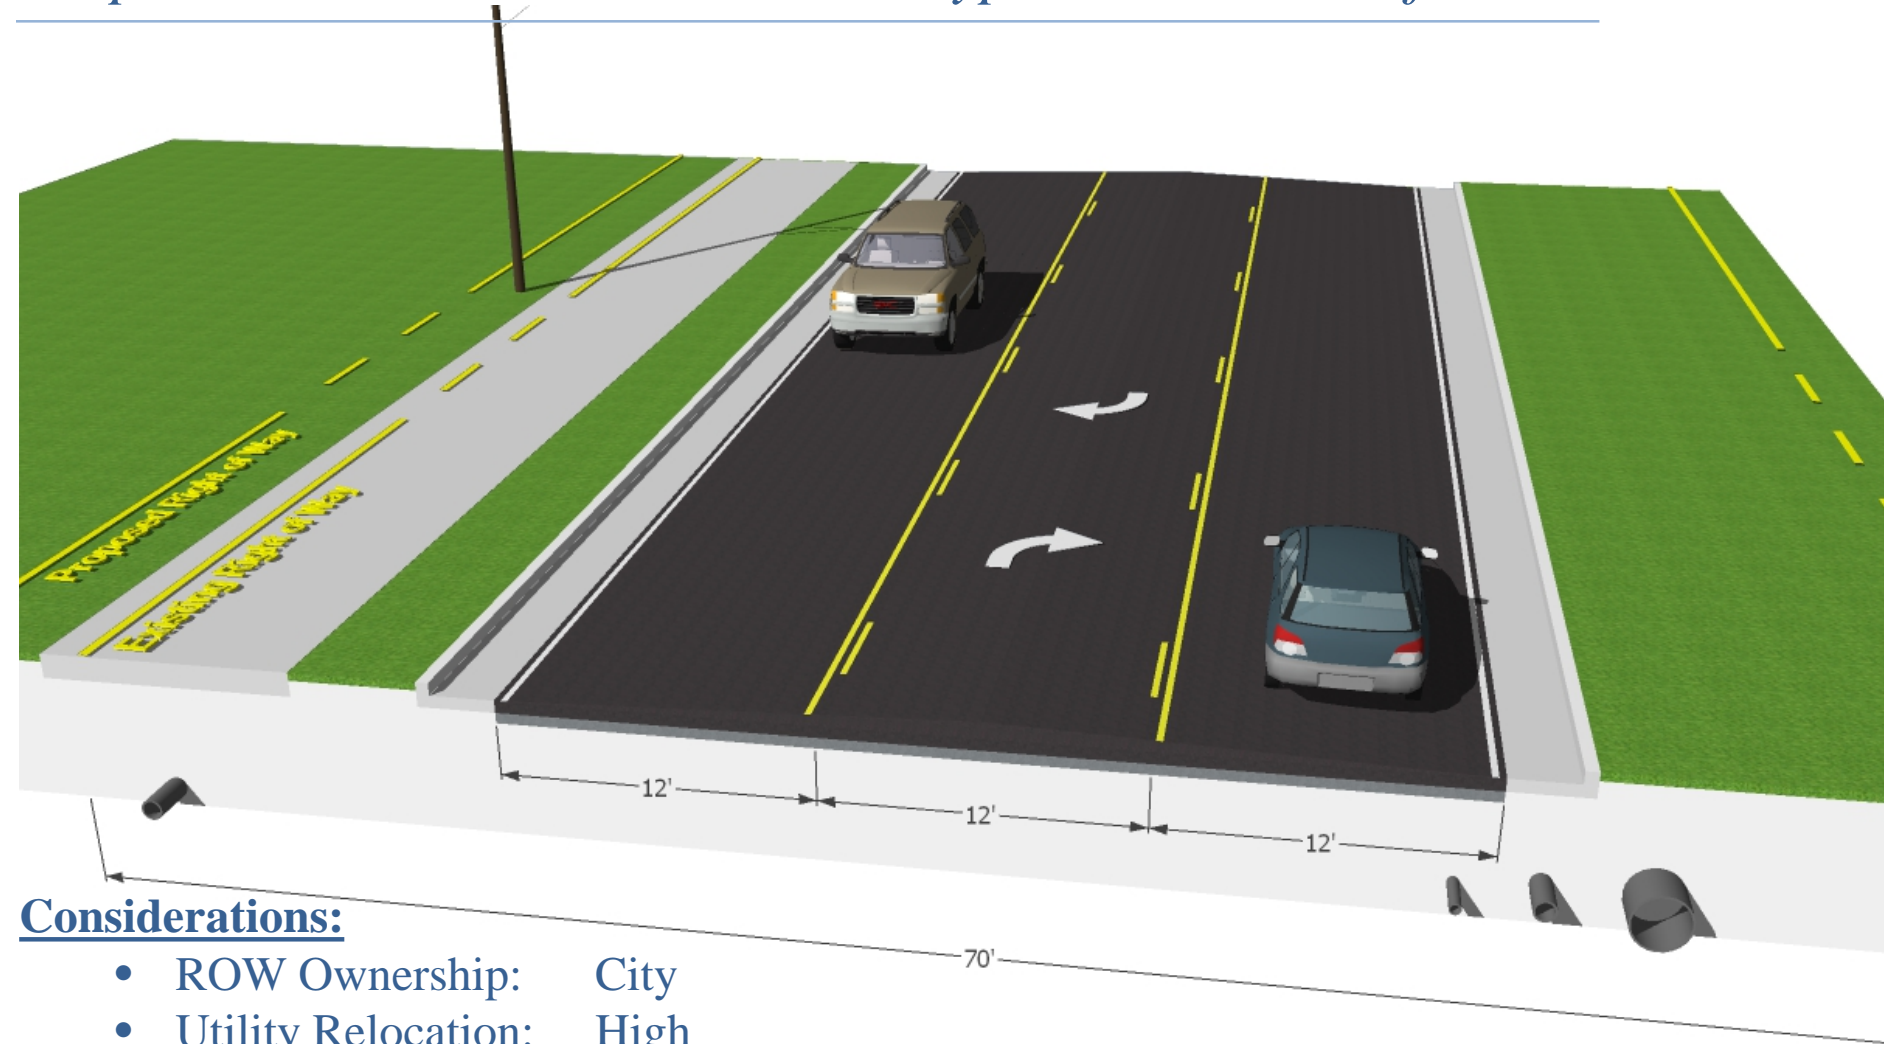 Proposed Right of Way
Existing Right of Way
12'
12'
12'
70'
Considerations:
• ROW Ownership: City
• Utility Relocation: High